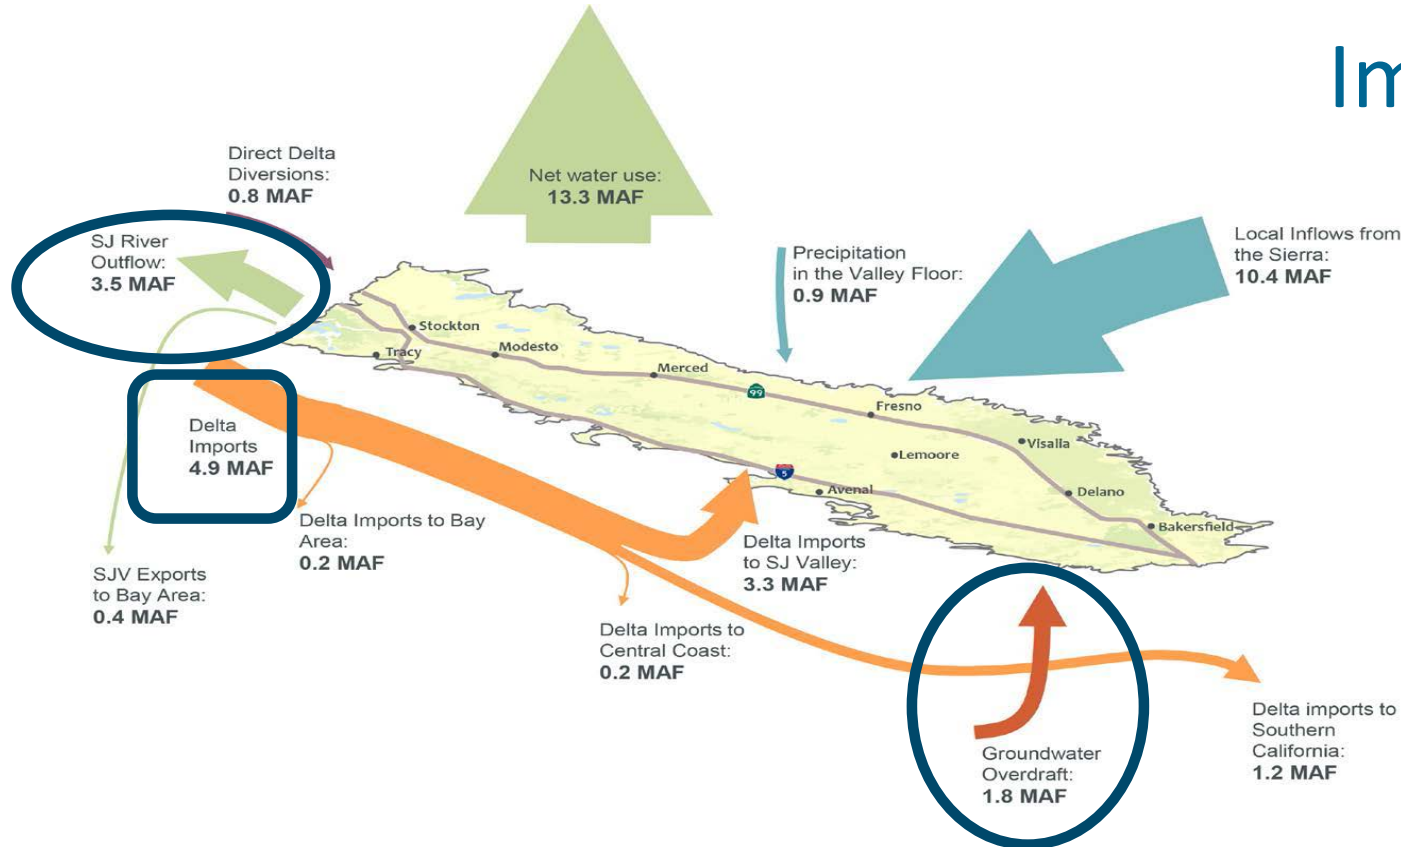 Im
Direct Delta
Diversions:
0.8 MAF
Net water use:
13.3 MAF
SJ River
Outflow:
3.5 MAF
Precipitation
in the Valley Floor:
0.9 MAF
Local Inflows from
the Sierra:
10.4 MAF
Stockton
Tracy
Modesto
Merced
99
Fresno
Visalia
Lemoore
5
Avenal
Delano
Bakersfield
Delta
Imports
4.9 MAF
Delta Imports to Bay
Area:
0.2 MAF
Delta Imports
to SJ Valley:
3.3 MAF
SJV Exports
to Bay Area:
0.4 MAF
Delta Imports to
Central Coast:
0.2 MAF
Groundwater
Overdraft:
1.8 MAF
Delta imports to
Southern
California:
1.2 MAF